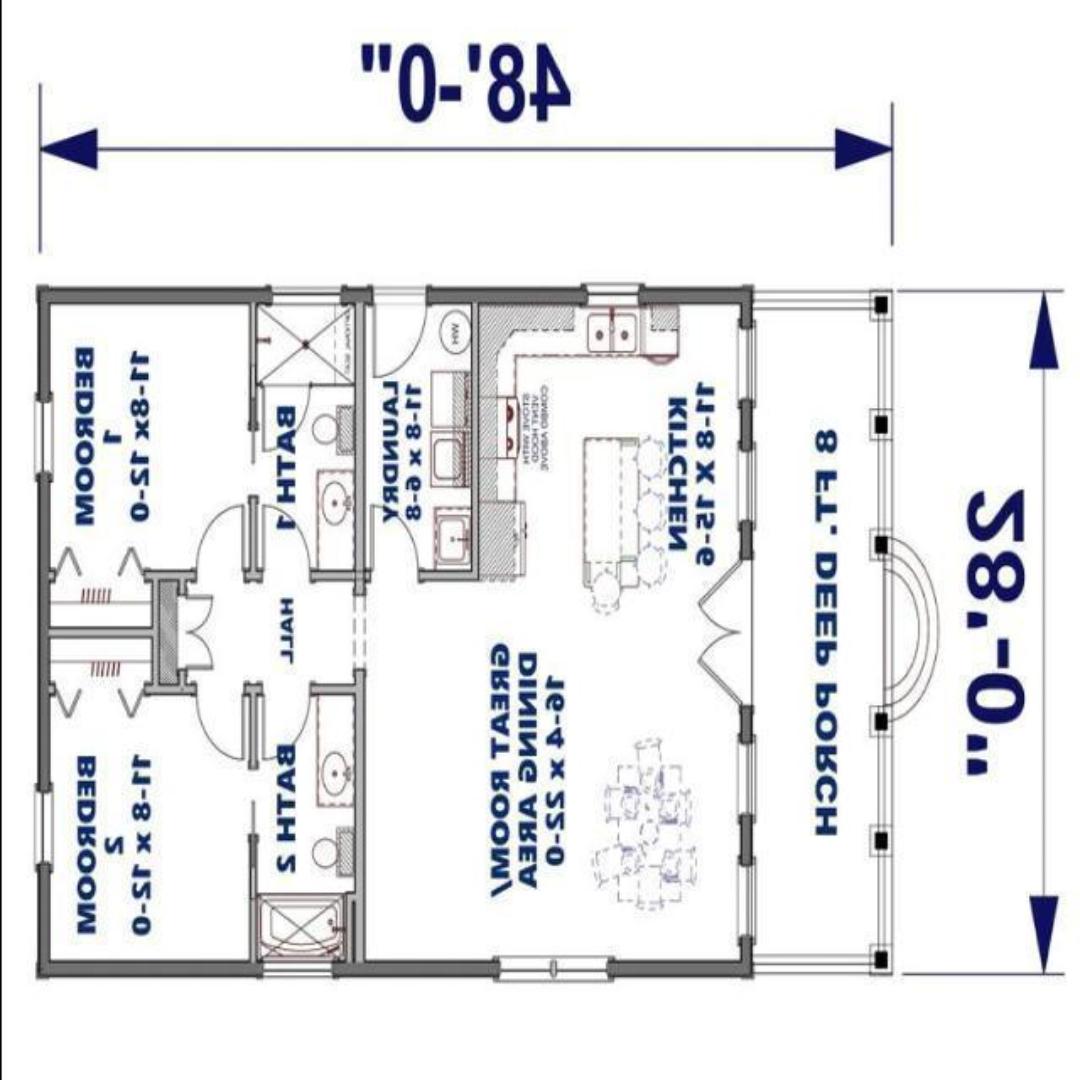 48'-0"
28'-0"
BEDROOM
1
11-8x 12-0
BATH 1
LAUNDRY
11-8 x 6-8
WH
COMBO ABOVE
VENT HOOD
STOVE WITH
KITCHEN
11-8 X 15-6
8 FT. DEEP PORCH
HALL
GREAT ROOM/
DINING AREA
16-4 x 22-0
BEDROOM
2
11-8 x 12-0
BATH 2